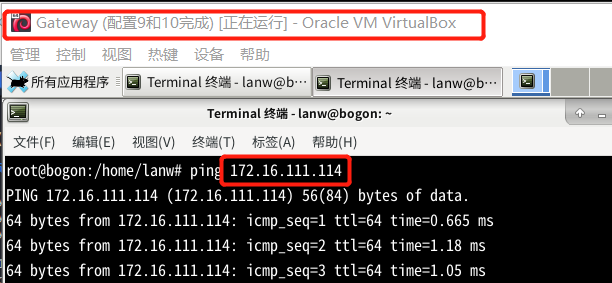 Gateway (配置9和10完成) [正在运行] - Oracle VM VirtualBox
管理 控制 视图 热键 设备 帮助
所有应用程序 Terminal 终端 - lanw@b… Terminal 终端 - lanw@b…
Terminal 终端 - lanw@bogon: ~
文件(F) 编辑(E) 视图(V) 终端(T) 标签(A) 帮助(H)
root@bogon:/home/lanw# ping 172.16.111.114
PING 172.16.111.114 (172.16.111.114) 56(84) bytes of data.
64 bytes from 172.16.111.114: icmp_seq=1 ttl=64 time=0.665 ms
64 bytes from 172.16.111.114: icmp_seq=2 ttl=64 time=1.18 ms
64 bytes from 172.16.111.114: icmp_seq=3 ttl=64 time=1.05 ms